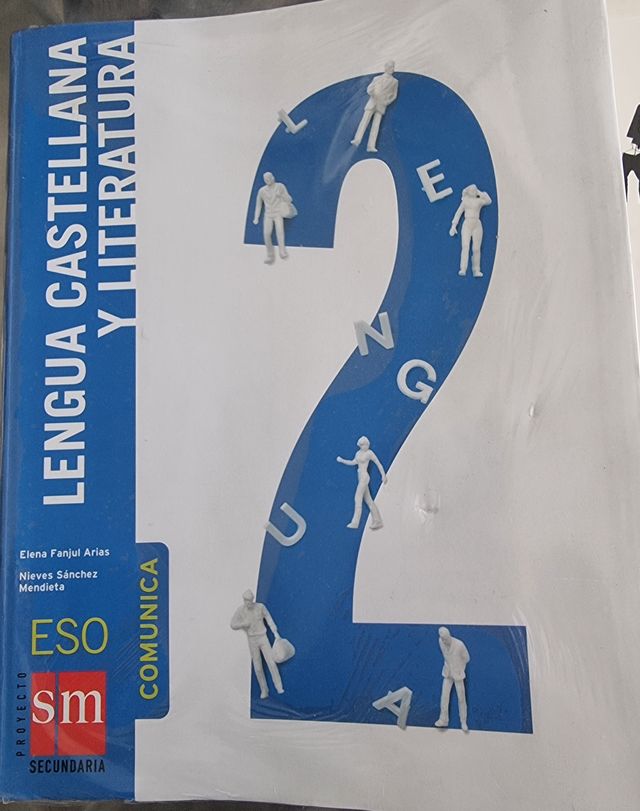 LENGUA CASTELLANA
Y LITERATURA
Elena Fanjul Arias
Nieves Sánchez
Mendieta
ESO
COMUNICA
PROYECTO
sm
SECUNDARIA
2
L
E
N
G
U
A